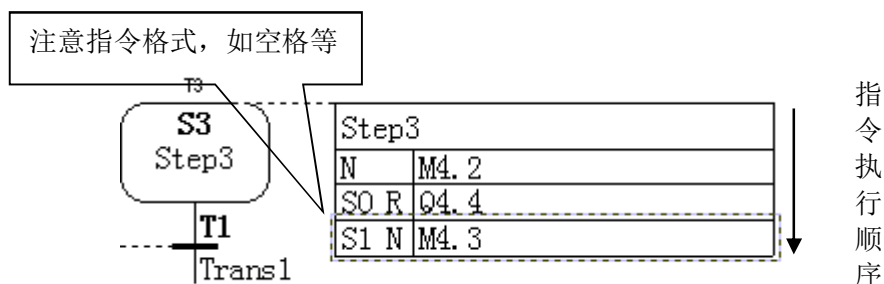 注意指令格式，如空格等
T3
S3
Step3
Step3
N M4.2
S0 R Q4.4
S1 N M4.3
T1
Trans1
指
令
执
行
顺
序